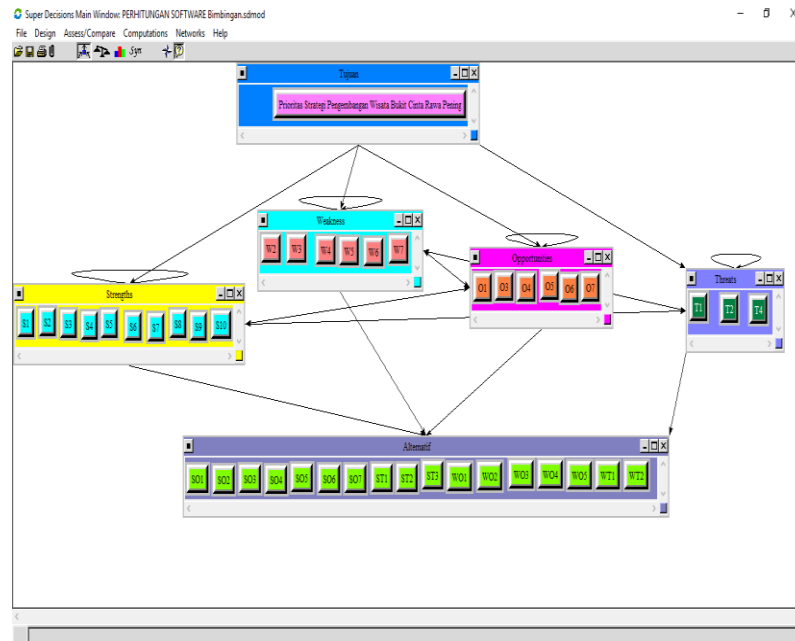 Super Decisions Main Window: PERHITUNGAN SOFTWARE Bimbingan.sdmod
File Design Assess/Compare Computations Networks Help
Syn
Tujuan
Prioritas Strategi Pengembangan Wisata Bukit Cinta Rawa Pening
Weakness
W2 W3 W4 W5 W6 W7
Opportunities
O1 O3 O4 O5 O6 O7
Threats
T1 T2 T4
Strengths
S1 S2 S3 S4 S5 S6 S7 S8 S9 S10
Alternatif
SO1 SO2 SO3 SO4 SO5 SO6 SO7 ST1 ST2 ST3 WO1 WO2 WO3 WO4 WO5 WT1 WT2